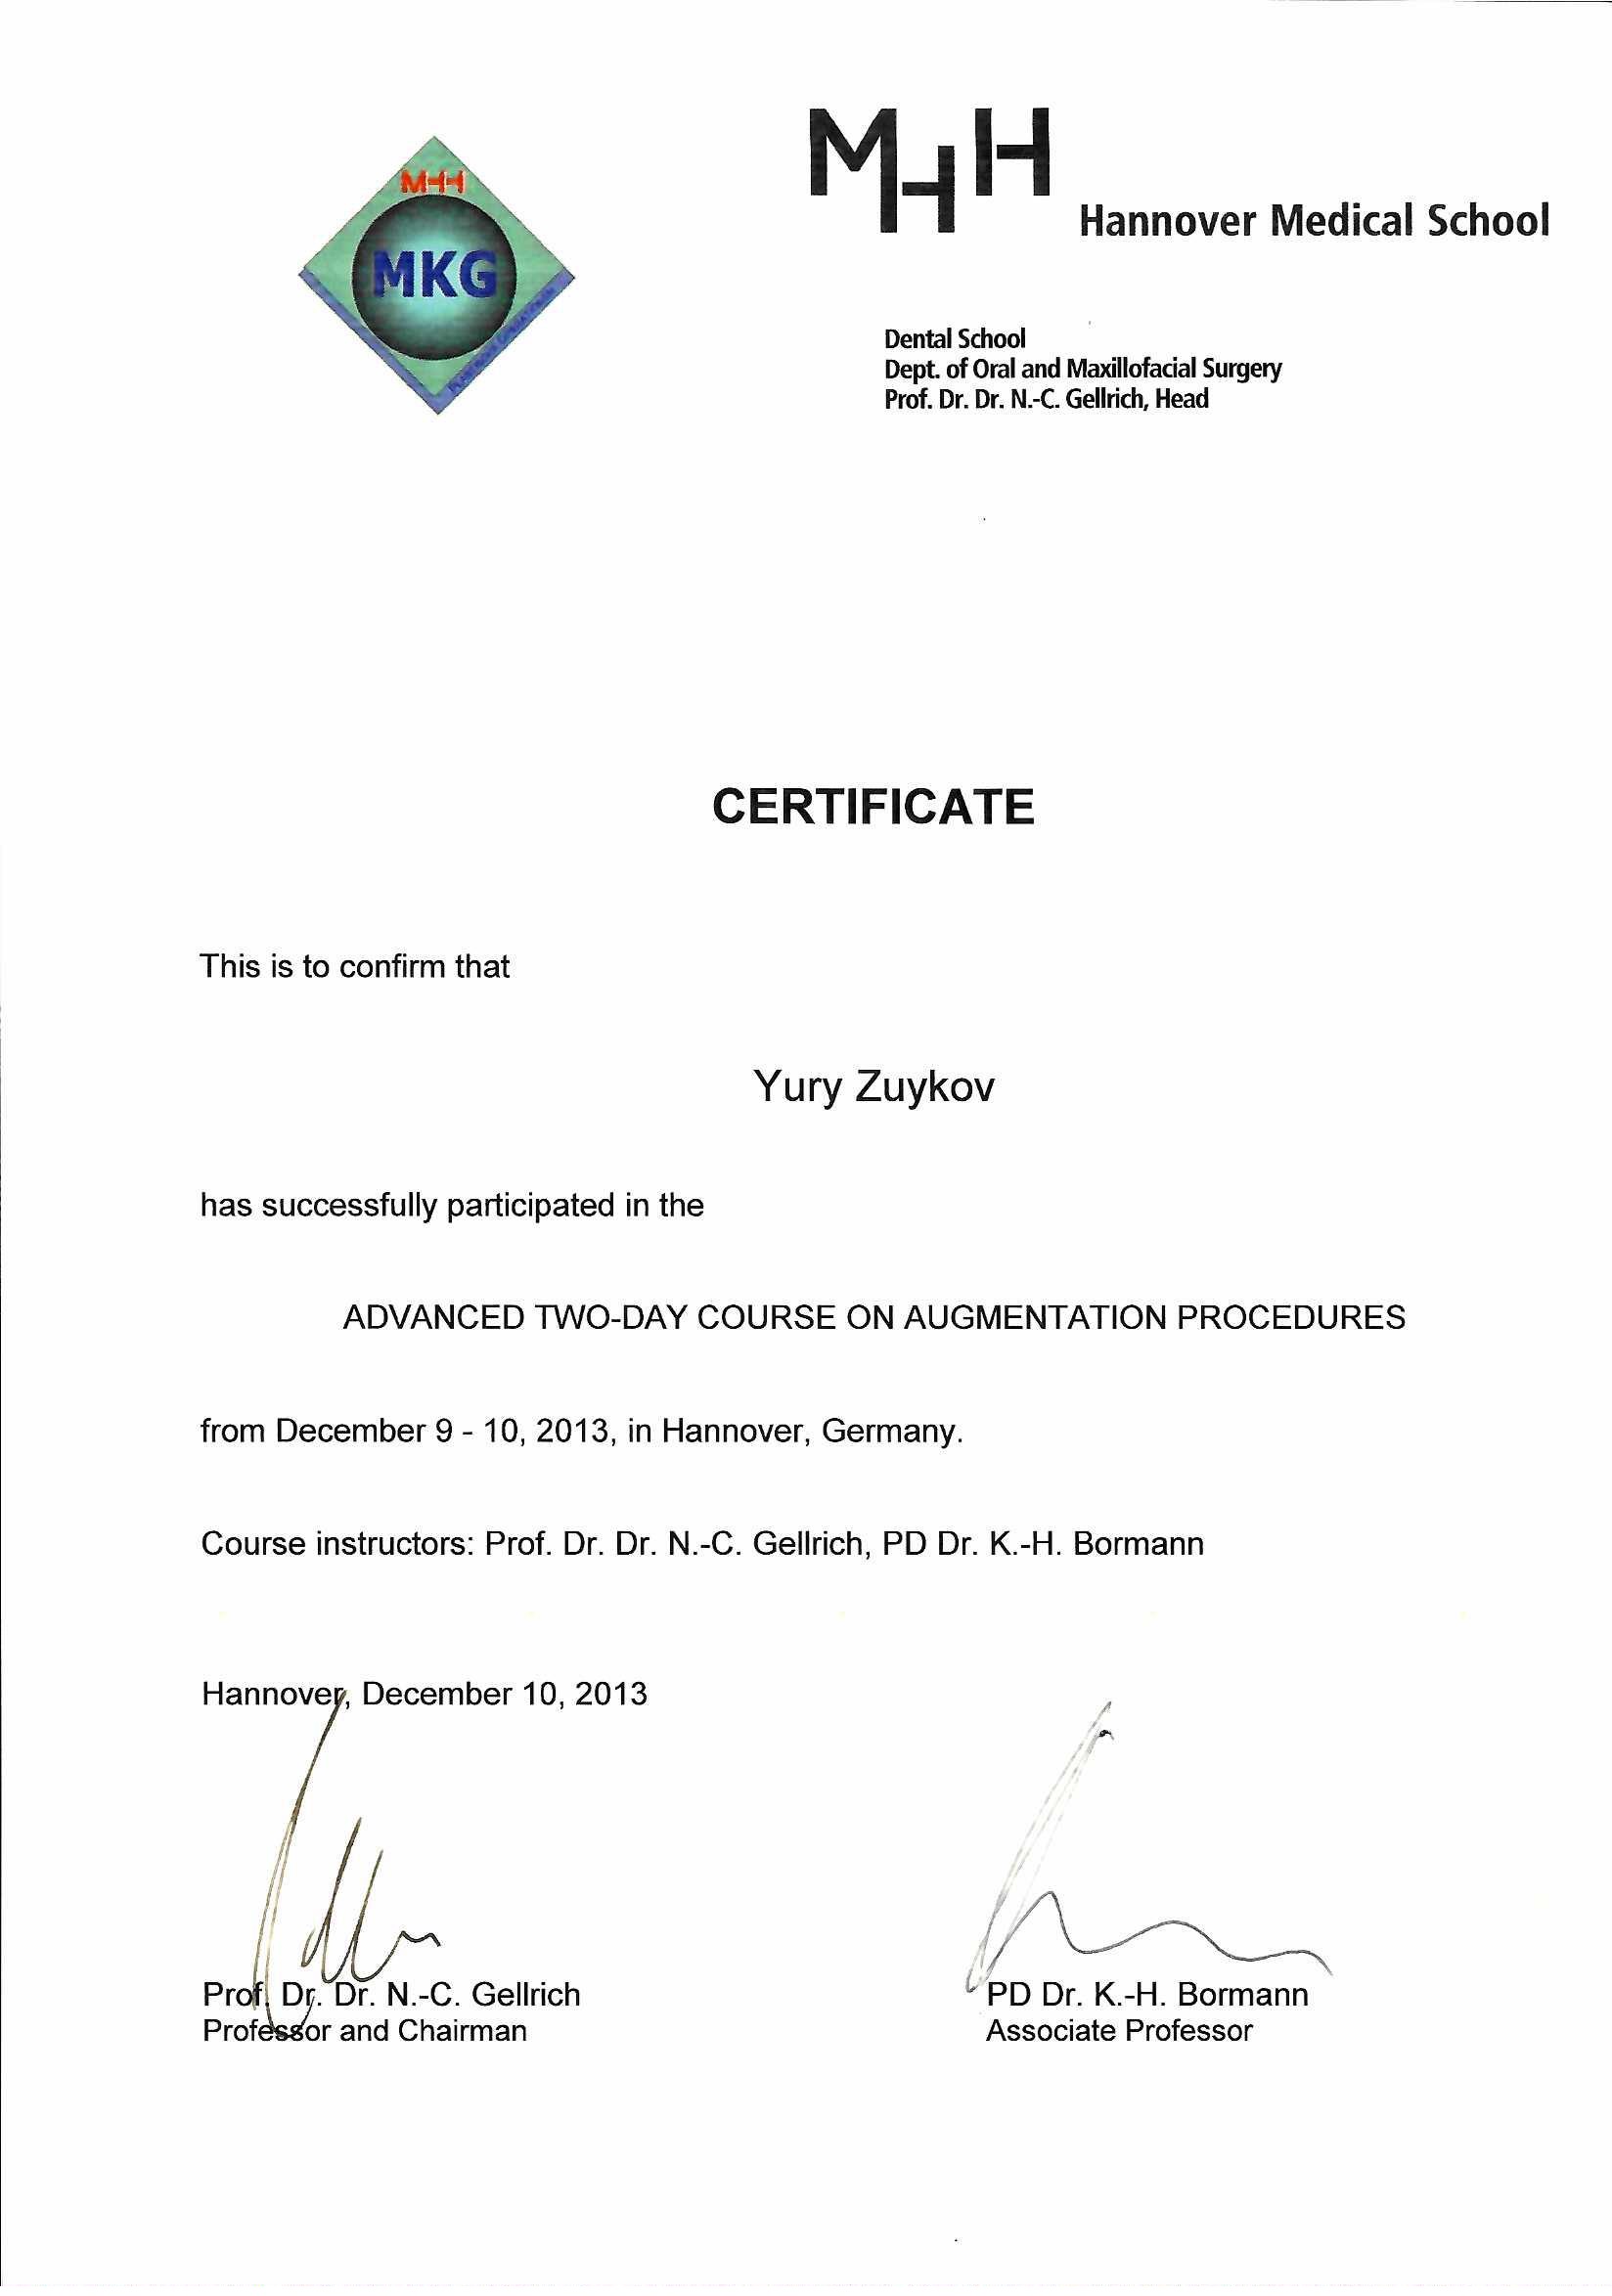 MHH
MKG
MHH
Hannover Medical School
Dental School
Dept. of Oral and Maxillofacial Surgery
Prof. Dr. Dr. N.-C. Gellrich, Head
CERTIFICATE
This is to confirm that
Yury Zuykov
has successfully participated in the
ADVANCED TWO-DAY COURSE ON AUGMENTATION PROCEDURES
from December 9 - 10, 2013, in Hannover, Germany.
Course instructors: Prof. Dr. Dr. N.-C. Gellrich, PD Dr. K.-H. Bormann
Hannover, December 10, 2013
Prof. Dr. Dr. N.-C. Gellrich
Professor and Chairman
PD Dr. K.-H. Bormann
Associate Professor